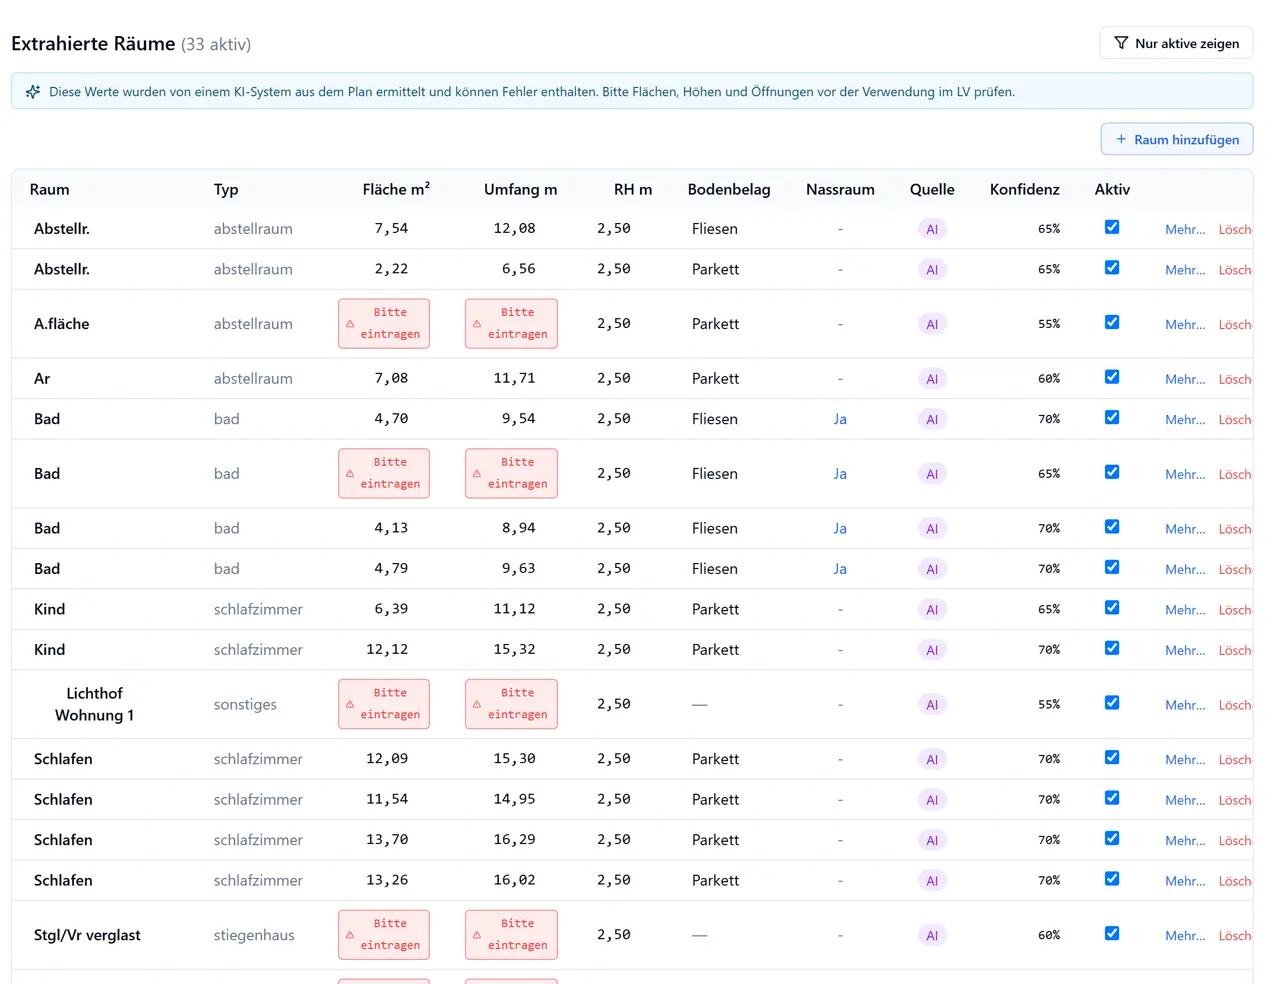 Extrahierte Räume (33 aktiv)
Nur aktive zeigen
Diese Werte wurden von einem KI-System aus dem Plan ermittelt und können Fehler enthalten. Bitte Flächen, Höhen und Öffnungen vor der Verwendung im LV prüfen.
+ Raum hinzufügen
Raum Typ Fläche m² Umfang m RH m Bodenbelag Nassraum Quelle Konfidenz Aktiv
Abstellr. abstellraum 7,54 12,08 2,50 Fliesen - AI 65% Mehr... Lösch
Abstellr. abstellraum 2,22 6,56 2,50 Parkett - AI 65% Mehr... Lösch
A.fläche abstellraum Bitte eintragen Bitte eintragen 2,50 Parkett - AI 55% Mehr... Lösch
Ar abstellraum 7,08 11,71 2,50 Parkett - AI 60% Mehr... Lösch
Bad bad 4,70 9,54 2,50 Fliesen Ja AI 70% Mehr... Lösch
Bad bad Bitte eintragen Bitte eintragen 2,50 Fliesen Ja AI 65% Mehr... Lösch
Bad bad 4,13 8,94 2,50 Fliesen Ja AI 70% Mehr... Lösch
Bad bad 4,79 9,63 2,50 Fliesen Ja AI 70% Mehr... Lösch
Kind schlafzimmer 6,39 11,12 2,50 Parkett - AI 65% Mehr... Lösch
Kind schlafzimmer 12,12 15,32 2,50 Parkett - AI 70% Mehr... Lösch
Lichthof Wohnung 1 sonstiges Bitte eintragen Bitte eintragen 2,50 — - AI 55% Mehr... Lösch
Schlafen schlafzimmer 12,09 15,30 2,50 Parkett - AI 70% Mehr... Lösch
Schlafen schlafzimmer 11,54 14,95 2,50 Parkett - AI 70% Mehr... Lösch
Schlafen schlafzimmer 13,70 16,29 2,50 Parkett - AI 70% Mehr... Lösch
Schlafen schlafzimmer 13,26 16,02 2,50 Parkett - AI 70% Mehr... Lösch
Stgl/Vr verglast stiegenhaus Bitte eintragen Bitte eintragen 2,50 — - AI 60% Mehr... Lösch